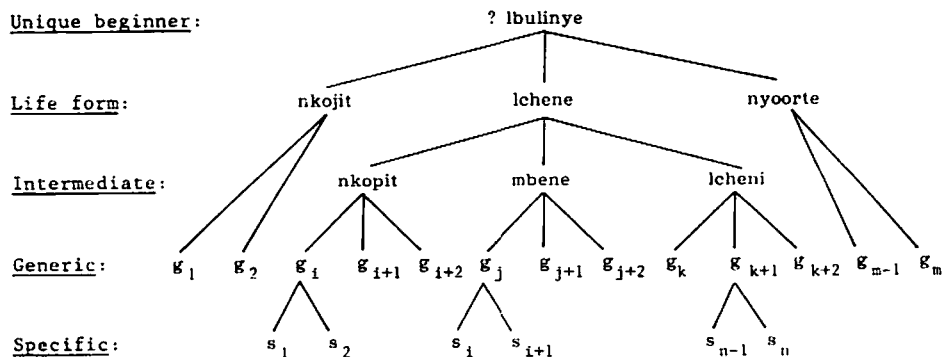 Unique beginner: ? lbulinye
Life form: nkojit lchene nyoorte
Intermediate: nkopit mbene lcheni
Generic: g1 g2 gi gi+1 gi+2 gj gj+1 gj+2 gk gk+1 gk+2 gm-1 gm
Specific: s1 s2 si si+1 sn-1 sn